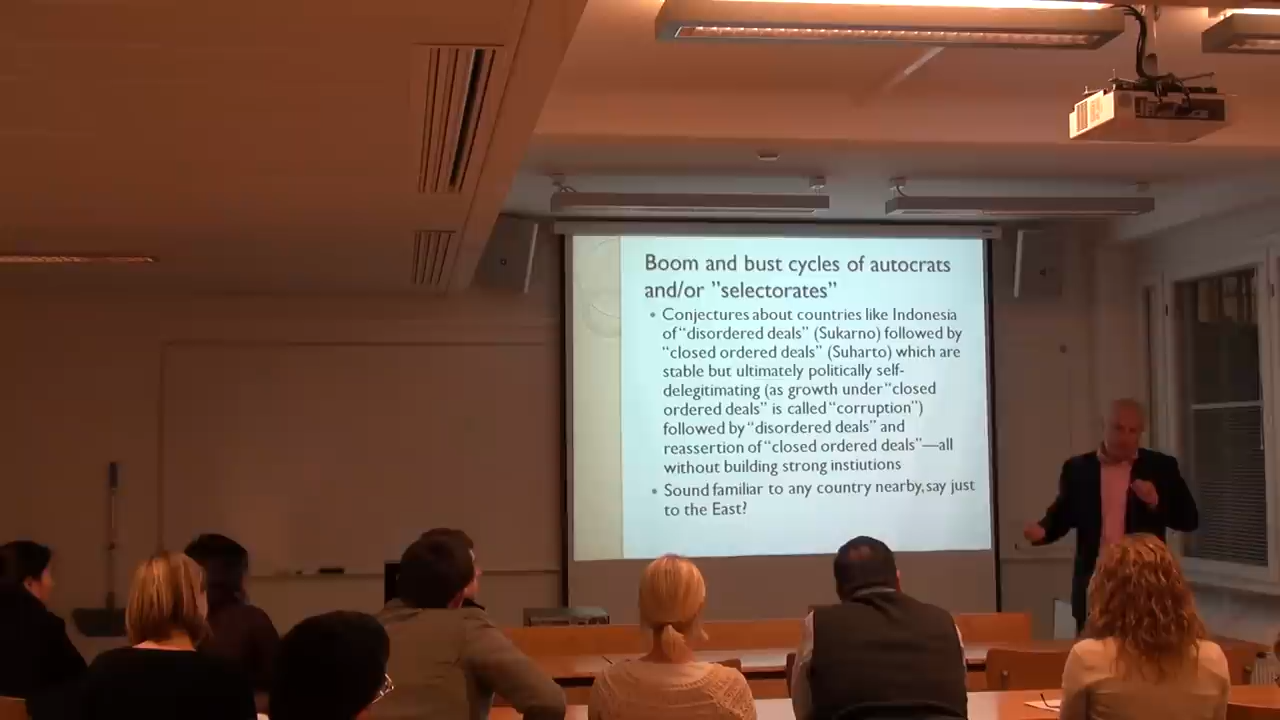 Boom and bust cycles of autocrats
and/or ”selectorates”
• Conjectures about countries like Indonesia
of “disordered deals” (Sukarno) followed by
“closed ordered deals” (Suharto) which are
stable but ultimately politically self-
delegitimating (as growth under “closed
ordered deals” is called “corruption”)
followed by “disordered deals” and
reassertion of “closed ordered deals”—all
without building strong instiutions
• Sound familiar to any country nearby, say just
to the East?